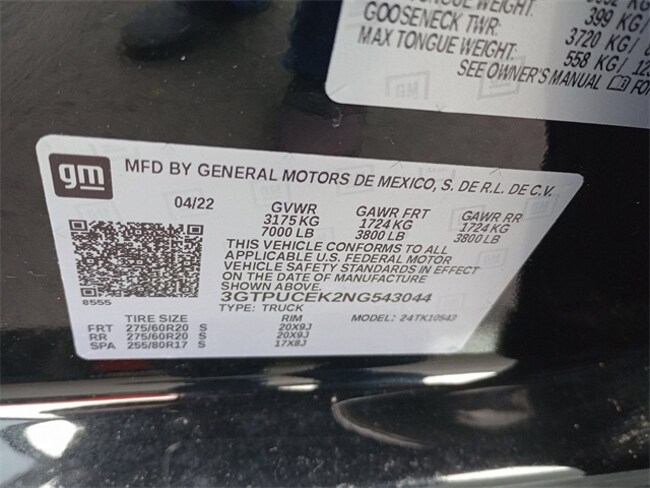 TONGUE WEIGHT:
GOOSENECK TWR: 399 KG/
MAX TONGUE WEIGHT: 3720 KG/
558 KG/
SEE OWNER'S MANUAL
gm MFD BY GENERAL MOTORS DE MEXICO, S. DE R.L. DE C.V.
04/22 GVWR GAWR FRT GAWR RR
3175 KG 1724 KG 1724 KG
7000 LB 3800 LB 3800 LB
THIS VEHICLE CONFORMS TO ALL
APPLICABLE U.S. FEDERAL MOTOR
VEHICLE SAFETY STANDARDS IN EFFECT
ON THE DATE OF MANUFACTURE
SHOWN ABOVE.
8555 3GTPUCEK2NG543044
TYPE: TRUCK MODEL: 24TK10543
TIRE SIZE RIM
FRT 275/60R20 S 20X9J
RR 275/60R20 S 20X9J
SPA 255/80R17 S 17X8J